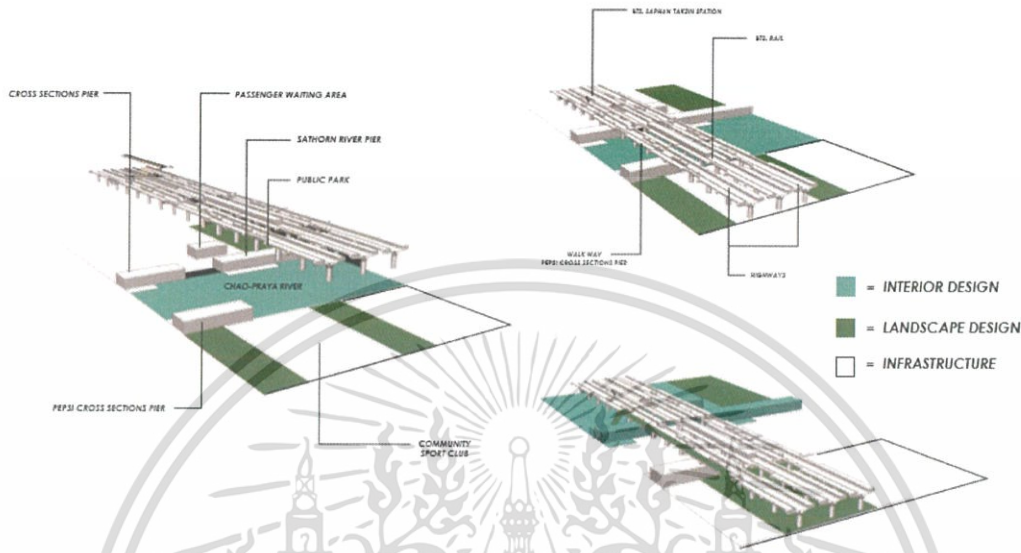 BTS. SAPHAN TAKSIN STATION
BTS. RAIL
CROSS SECTIONS PIER
PASSENGER WAITING AREA
SATHORN RIVER PIER
PUBLIC PARK
CHAO-PRAYA RIVER
WALK WAY
PEPSI CROSS SECTIONS PIER
HIGHWAYS
= INTERIOR DESIGN
= LANDSCAPE DESIGN
= INFRASTRUCTURE
PEPSI CROSS SECTIONS PIER
COMMUNITY
SPORT CLUB